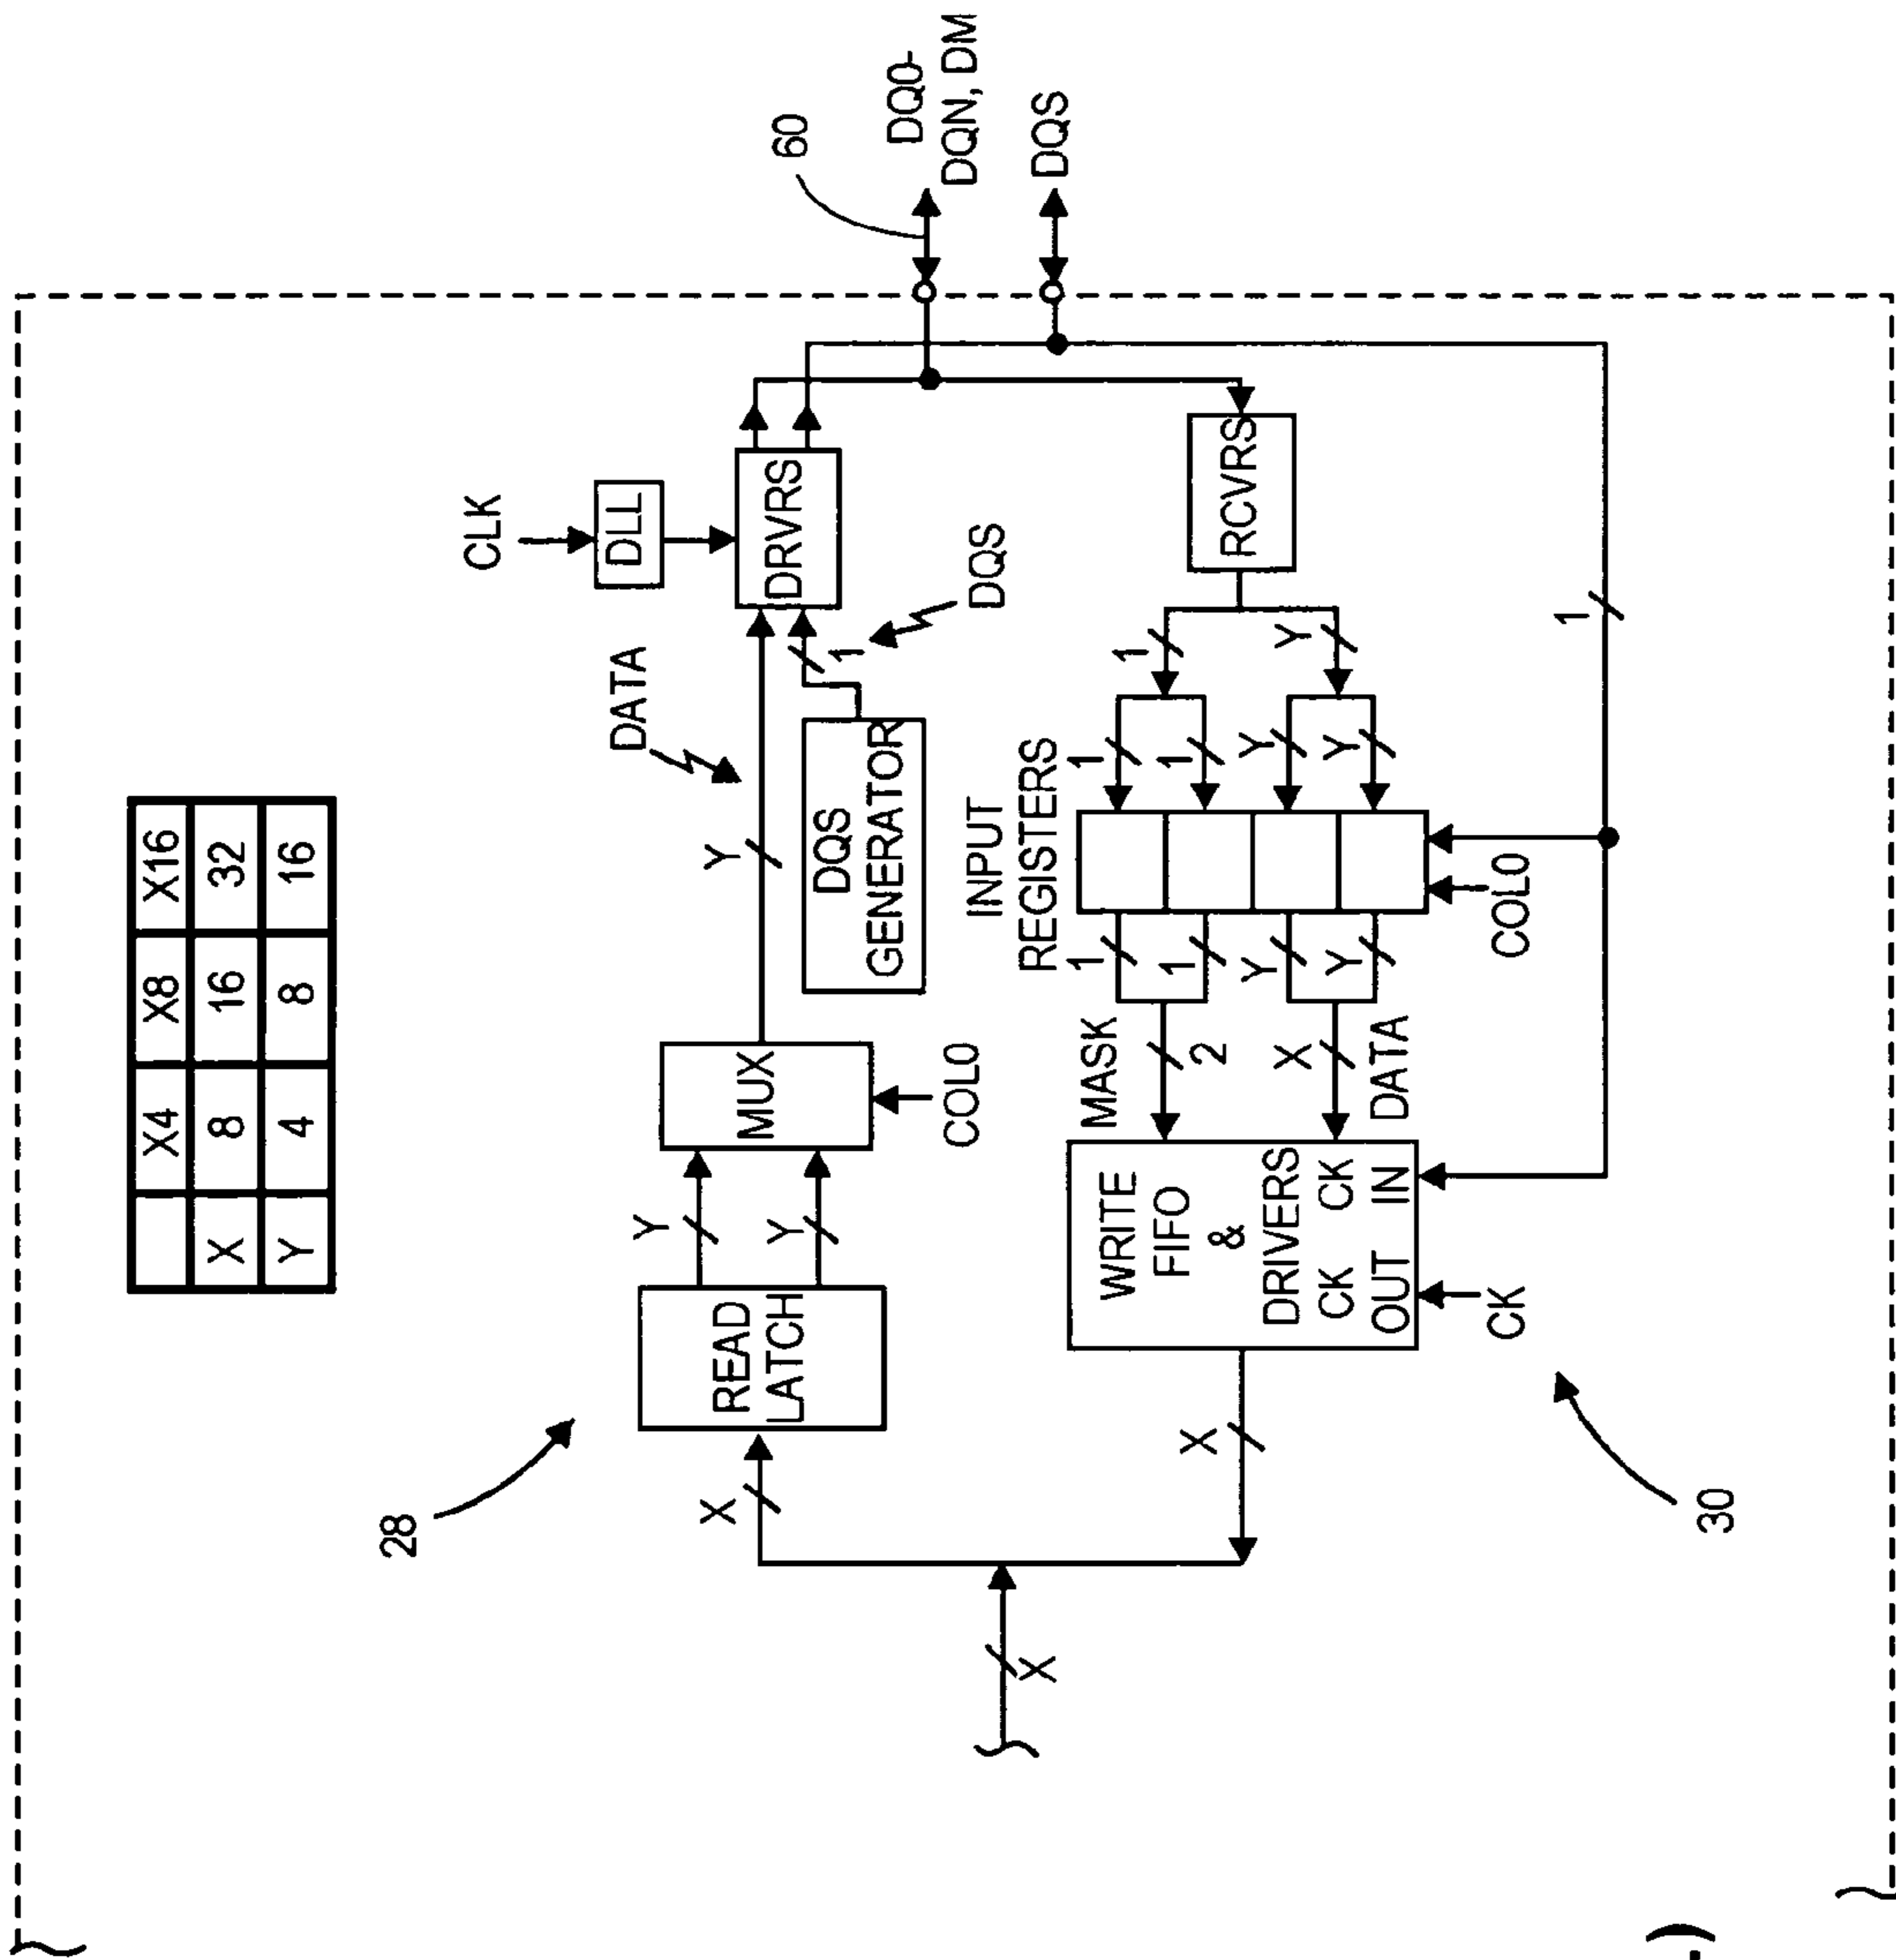 X4 X8 X16
X 8 16 32
Y 4 8 16
28
CLK
DLL
DATA
X
READ
LATCH
Y
Y
MUX
COL0
Y
DRVRS
1
DQS
GENERATOR
DQS
60
DQ0-
DQN, DM
DQS
X
X
WRITE
FIFO
&
DRIVERS
CK CK
OUT IN
CK
MASK
2
X
DATA
INPUT
REGISTERS
1
1
Y
Y
1
1
Y
Y
COL0
1
Y
RCVRS
1
30
.)